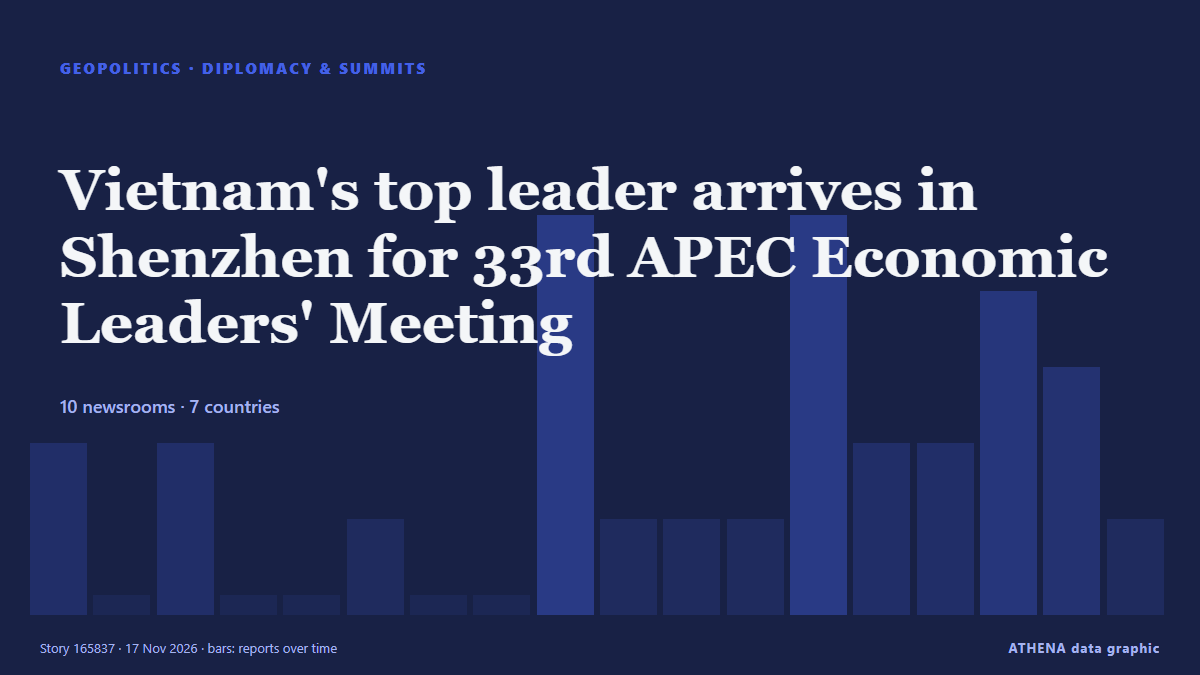 GEOPOLITICS · DIPLOMACY & SUMMITS
Vietnam's top leader arrives in
Shenzhen for 33rd APEC Economic
Leaders' Meeting
10 newsrooms · 7 countries
Story 165837 · 17 Nov 2026 · bars: reports over time
ATHENA data graphic